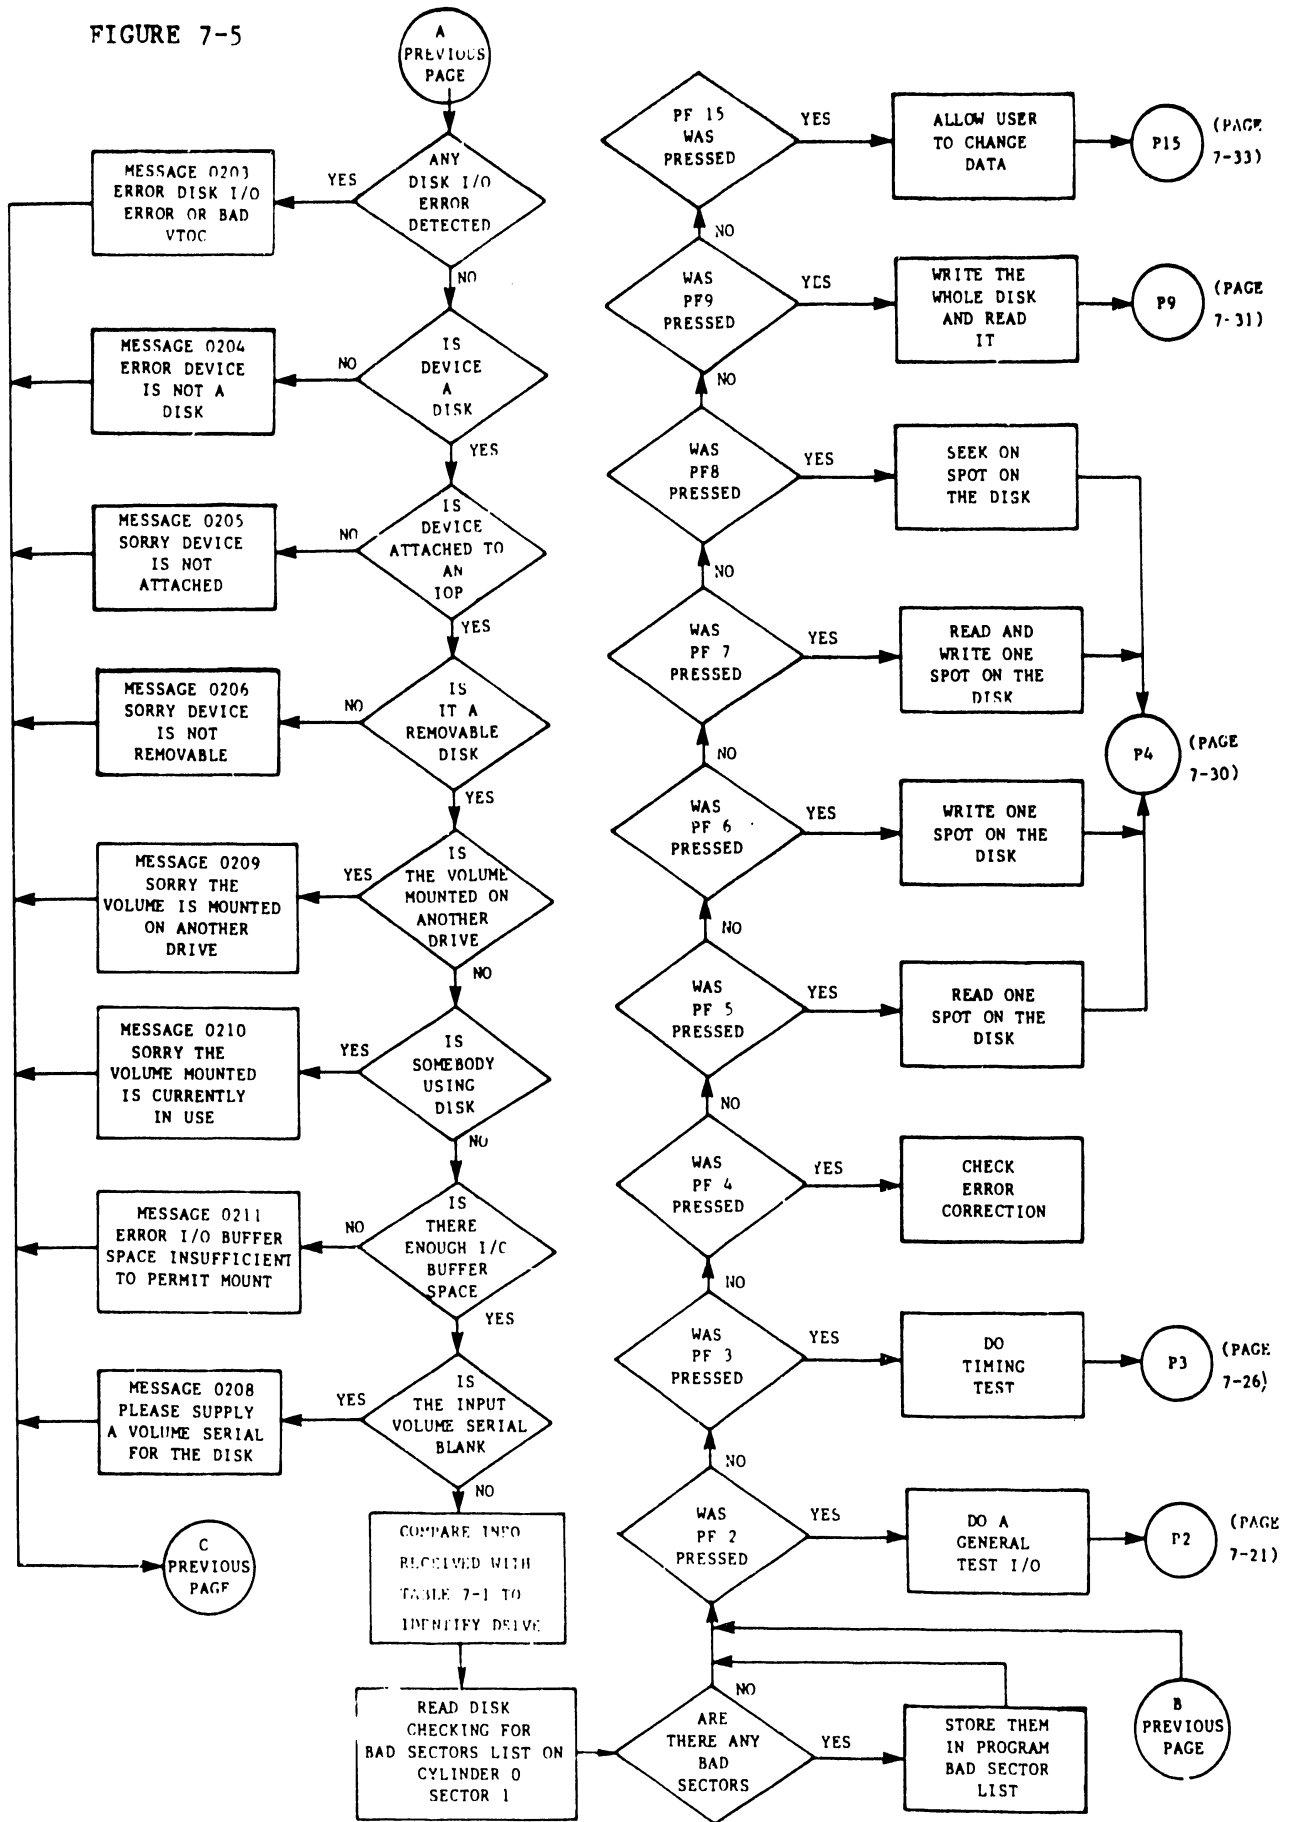 FIGURE 7-5
A
PREVIOUS
PAGE
ANY
DISK I/O
ERROR
DETECTED
YES
MESSAGE 0203
ERROR DISK I/O
ERROR OR BAD
VTOC
NO
IS
DEVICE
A
DISK
NO
MESSAGE 0204
ERROR DEVICE
IS NOT A
DISK
YES
IS
DEVICE
ATTACHED TO
AN
IOP
NO
MESSAGE 0205
SORRY DEVICE
IS NOT
ATTACHED
YES
IS
IT A
REMOVABLE
DISK
NO
MESSAGE 0206
SORRY DEVICE
IS NOT
REMOVABLE
YES
IS
THE VOLUME
MOUNTED ON
ANOTHER
DRIVE
YES
MESSAGE 0209
SORRY THE
VOLUME IS MOUNTED
ON ANOTHER
DRIVE
NO
IS
SOMEBODY
USING
DISK
YES
MESSAGE 0210
SORRY THE
VOLUME MOUNTED
IS CURRENTLY
IN USE
NO
IS
THERE
ENOUGH I/O
BUFFER
SPACE
NO
MESSAGE 0211
ERROR I/O BUFFER
SPACE INSUFFICIENT
TO PERMIT MOUNT
YES
IS
THE INPUT
VOLUME SERIAL
BLANK
YES
MESSAGE 0208
PLEASE SUPPLY
A VOLUME SERIAL
FOR THE DISK
C
PREVIOUS
PAGE
NO
COMPARE INFO
RECEIVED WITH
TABLE 7-1 TO
IDENTIFY DRIVE
READ DISK
CHECKING FOR
BAD SECTORS LIST ON
CYLINDER 0
SECTOR 1
ARE
THERE ANY
BAD
SECTORS
YES
STORE THEM
IN PROGRAM
BAD SECTOR
LIST
NO
B
PREVIOUS
PAGE
WAS
PF 2
PRESSED
YES
DO A
GENERAL
TEST I/O
P2
(PAGE
7-21)
NO
WAS
PF 3
PRESSED
YES
DO
TIMING
TEST
P3
(PAGE
7-26)
NO
WAS
PF 4
PRESSED
YES
CHECK
ERROR
CORRECTION
NO
WAS
PF 5
PRESSED
YES
READ ONE
SPOT ON THE
DISK
NO
WAS
PF 6
PRESSED
YES
WRITE ONE
SPOT ON THE
DISK
P4
(PAGE
7-30)
NO
WAS
PF 7
PRESSED
YES
READ AND
WRITE ONE
SPOT ON THE
DISK
NO
WAS
PF8
PRESSED
YES
SEEK ON
SPOT ON
THE DISK
NO
WAS
PF9
PRESSED
YES
WRITE THE
WHOLE DISK
AND READ
IT
P9
(PAGE
7-31)
NO
PF 15
WAS
PRESSED
YES
ALLOW USER
TO CHANGE
DATA
P15
(PAGE
7-33)